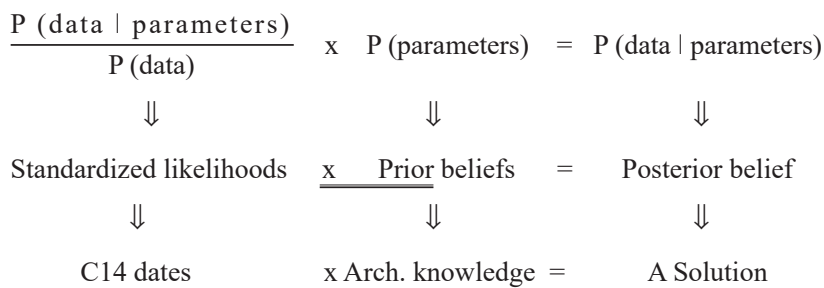 P (data | parameters)
P (data)
x P (parameters) = P (data | parameters)
⇓ ⇓ ⇓
Standardized likelihoods x Prior beliefs = Posterior belief
⇓ ⇓ ⇓
C14 dates x Arch. knowledge = A Solution